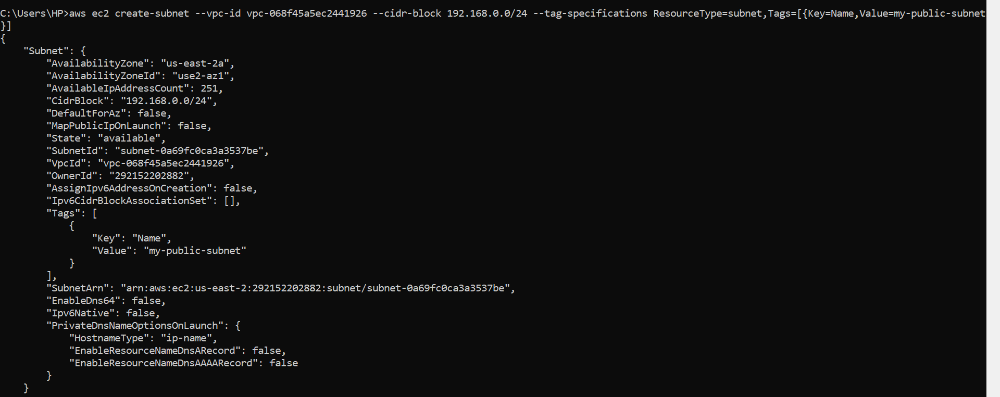 C:\Users\HP>aws ec2 create-subnet --vpc-id vpc-068f45a5ec2441926 --cidr-block 192.168.0.0/24 --tag-specifications ResourceType=subnet,Tags=[{Key=Name,Value=my-public-subnet
}]
{
    "Subnet": {
        "AvailabilityZone": "us-east-2a",
        "AvailabilityZoneId": "use2-az1",
        "AvailableIpAddressCount": 251,
        "CidrBlock": "192.168.0.0/24",
        "DefaultForAz": false,
        "MapPublicIpOnLaunch": false,
        "State": "available",
        "SubnetId": "subnet-0a69fc0ca3a3537be",
        "VpcId": "vpc-068f45a5ec2441926",
        "OwnerId": "292152202882",
        "AssignIpv6AddressOnCreation": false,
        "Ipv6CidrBlockAssociationSet": [],
        "Tags": [
            {
                "Key": "Name",
                "Value": "my-public-subnet"
            }
        ],
        "SubnetArn": "arn:aws:ec2:us-east-2:292152202882:subnet/subnet-0a69fc0ca3a3537be",
        "EnableDns64": false,
        "Ipv6Native": false,
        "PrivateDnsNameOptionsOnLaunch": {
            "HostnameType": "ip-name",
            "EnableResourceNameDnsARecord": false,
            "EnableResourceNameDnsAAAARecord": false
        }
    }